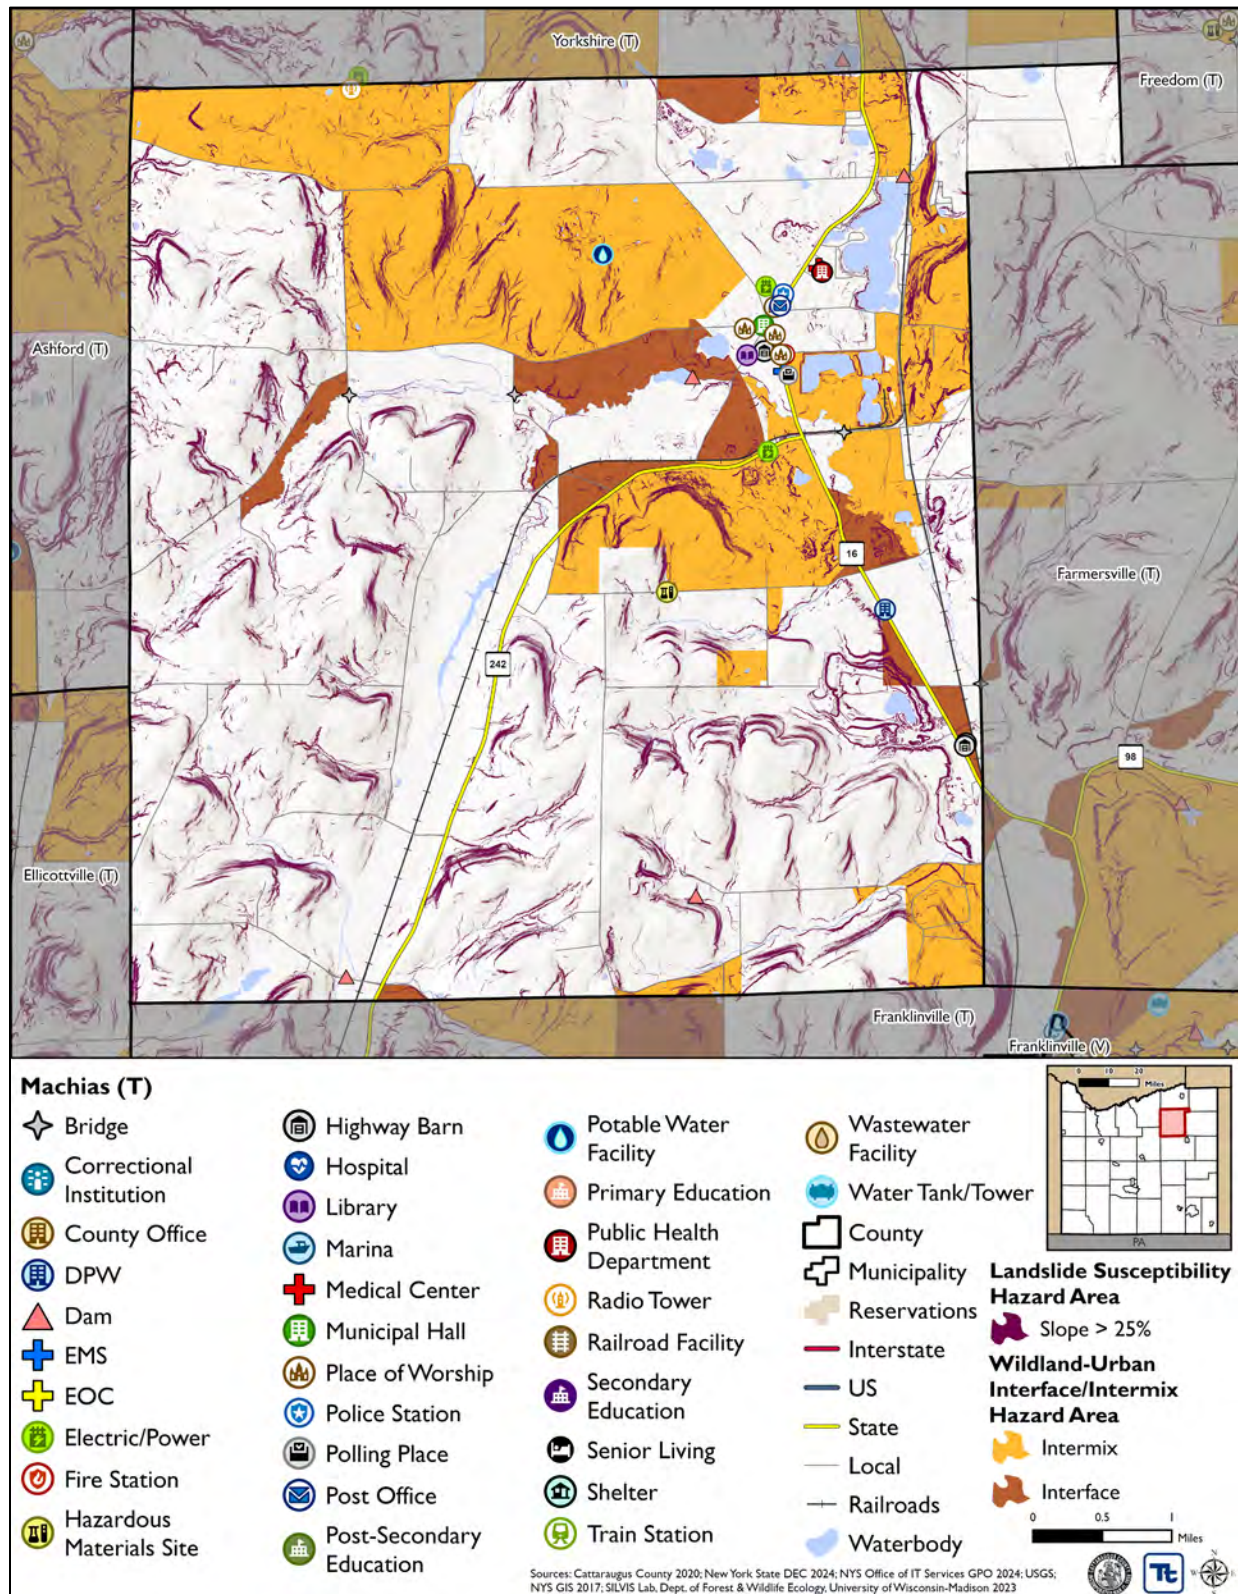 Yorkshire (T)
Freedom (T)
Ashford (T)
16
Farmersville (T)
242
98
Ellicottville (T)
Franklinville (T)
Franklinville (V)
Machias (T)
Bridge
Correctional
Institution
County Office
DPW
Dam
EMS
EOC
Electric/Power
Fire Station
Hazardous
Materials Site
Highway Barn
Hospital
Library
Marina
Medical Center
Municipal Hall
Place of Worship
Police Station
Polling Place
Post Office
Post-Secondary
Education
Potable Water
Facility
Primary Education
Public Health
Department
Radio Tower
Railroad Facility
Secondary
Education
Senior Living
Shelter
Train Station
Wastewater
Facility
Water Tank/Tower
County
Municipality
Reservations
Interstate
US
State
Local
Railroads
Waterbody
0 10 20
Miles
PA
Landslide Susceptibility
Hazard Area
Slope > 25%
Wildland-Urban
Interface/Intermix
Hazard Area
Intermix
Interface
0 0.5 1
Miles
Sources: Cattaraugus County 2020; New York State DEC 2024; NYS Office of IT Services GPO 2024; USGS;
NYS GIS 2017; SILVIS Lab, Dept. of Forest & Wildlife Ecology, University of Wisconsin-Madison 2023
Tt
N
W E
S